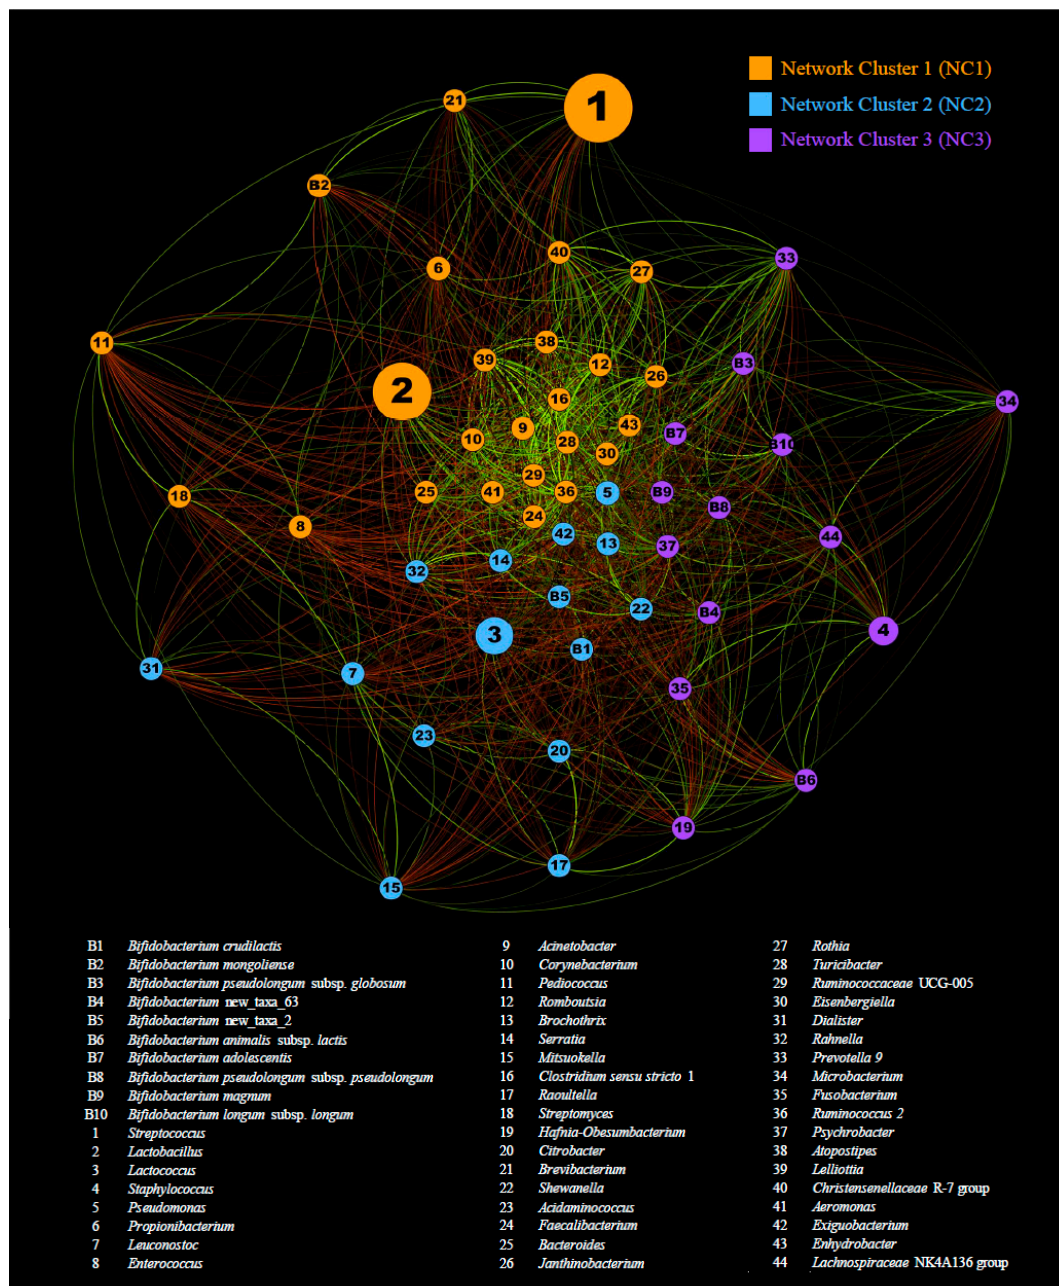 Network Cluster 1 (NC1)
Network Cluster 2 (NC2)
Network Cluster 3 (NC3)
1
21
B2
40
33
6
27
11
38
39
12
B3
26
2
16
34
9
43
B7
10
28
B10
30
29
25
41
36
5
B9
18
B8
24
8
42
13
37
44
14
32
B5
22
B4
3
4
B1
31
7
35
23
20
B6
19
17
15
B1 Bifidobacterium crudilactis
B2 Bifidobacterium mongoliense
B3 Bifidobacterium pseudolongum subsp. globosum
B4 Bifidobacterium new_taxa_63
B5 Bifidobacterium new_taxa_2
B6 Bifidobacterium animalis subsp. lactis
B7 Bifidobacterium adolescentis
B8 Bifidobacterium pseudolongum subsp. pseudolongum
B9 Bifidobacterium magnum
B10 Bifidobacterium longum subsp. longum
1 Streptococcus
2 Lactobacillus
3 Lactococcus
4 Staphylococcus
5 Pseudomonas
6 Propionibacterium
7 Leuconostoc
8 Enterococcus
9 Acinetobacter
10 Corynebacterium
11 Pediococcus
12 Romboutsia
13 Brochothrix
14 Serratia
15 Mitsuokella
16 Clostridium sensu stricto 1
17 Raoultella
18 Streptomyces
19 Hafnia-Obesumbacterium
20 Citrobacter
21 Brevibacterium
22 Shewanella
23 Acidaminococcus
24 Faecalibacterium
25 Bacteroides
26 Janthinobacterium
27 Rothia
28 Turicibacter
29 Ruminococcaceae UCG-005
30 Eisenbergiella
31 Dialister
32 Rahnella
33 Prevotella 9
34 Microbacterium
35 Fusobacterium
36 Ruminococcus 2
37 Psychrobacter
38 Atopostipes
39 Lelliottia
40 Christensenellaceae R-7 group
41 Aeromonas
42 Exiguobacterium
43 Enhydrobacter
44 Lachnospiraceae NK4A136 group